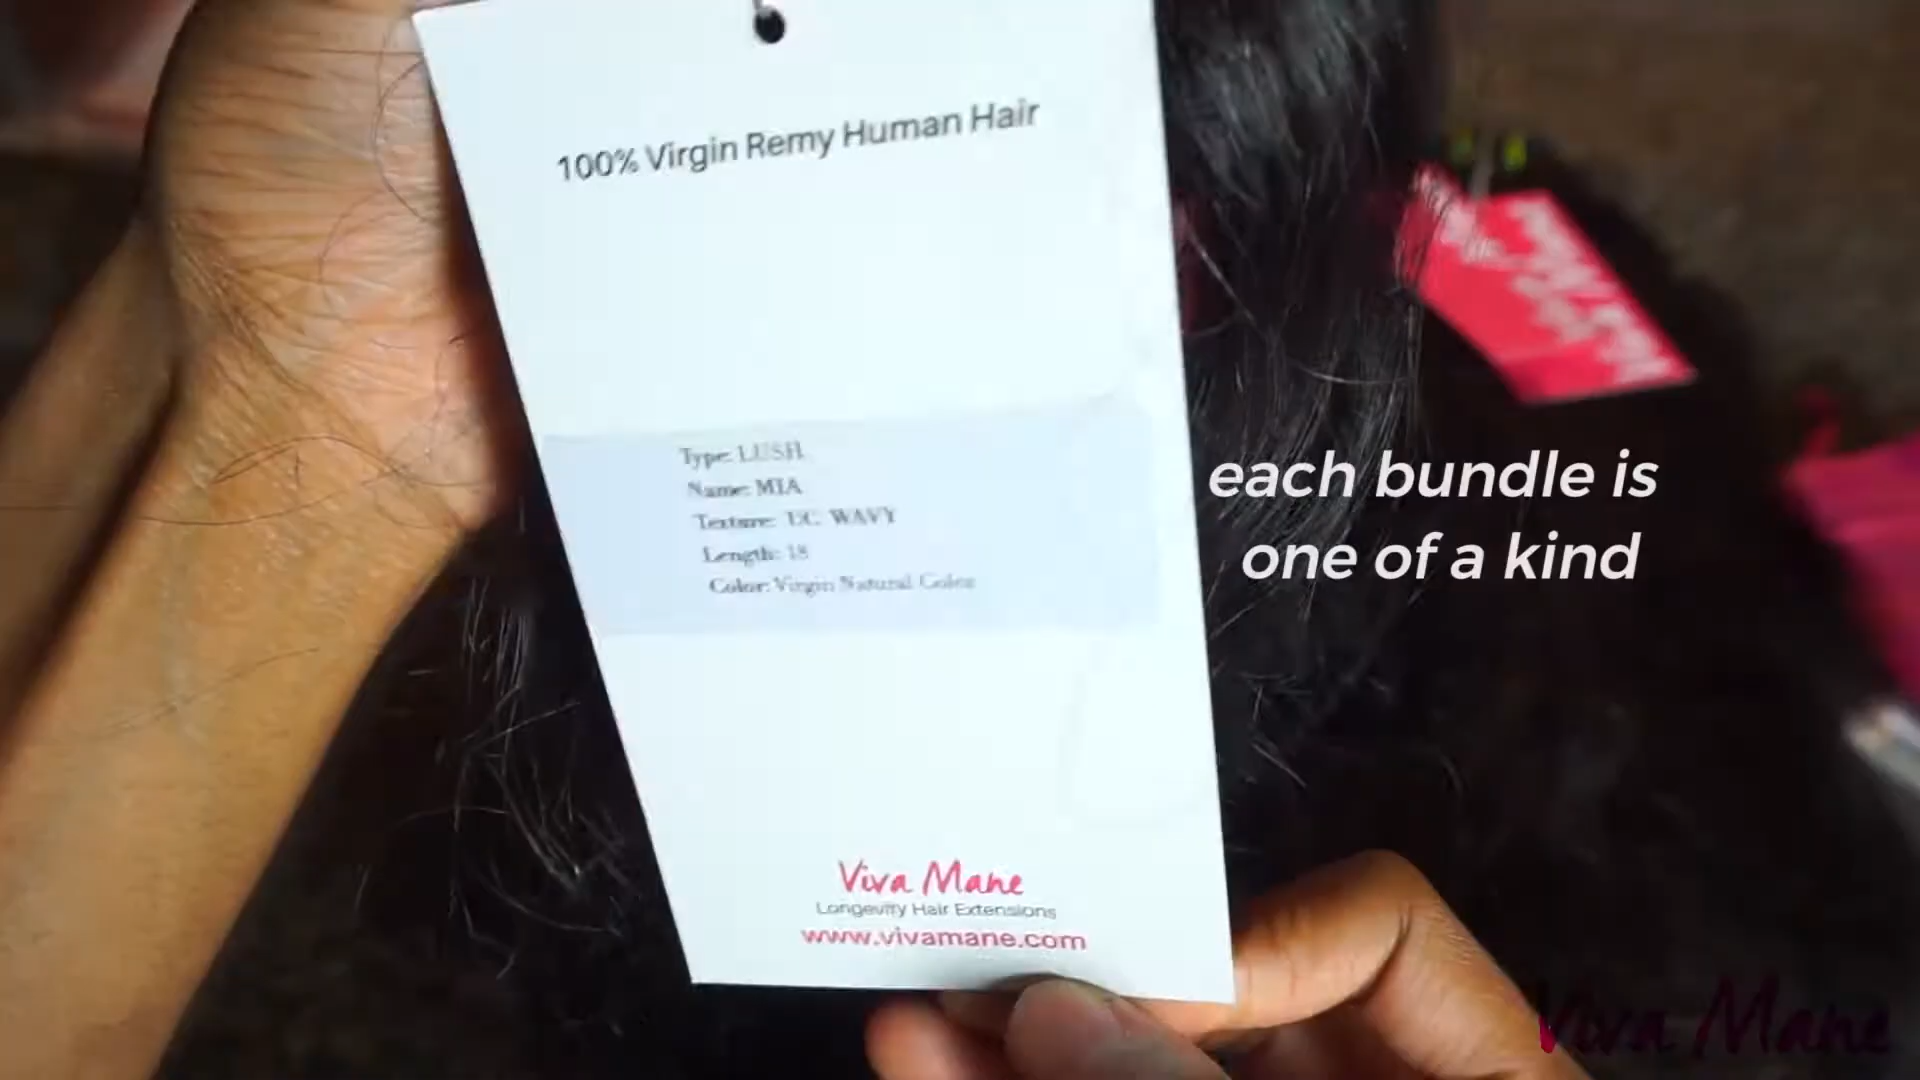 100% Virgin Remy Human Hair
Type: LUSH
Name: MIA
Texture: UC WAVY
Length: 18
Color: Virgin Natural Color
Viva Mane
Longevity Hair Extensions
www.vivamane.com
each bundle is
one of a kind
Viva Mane